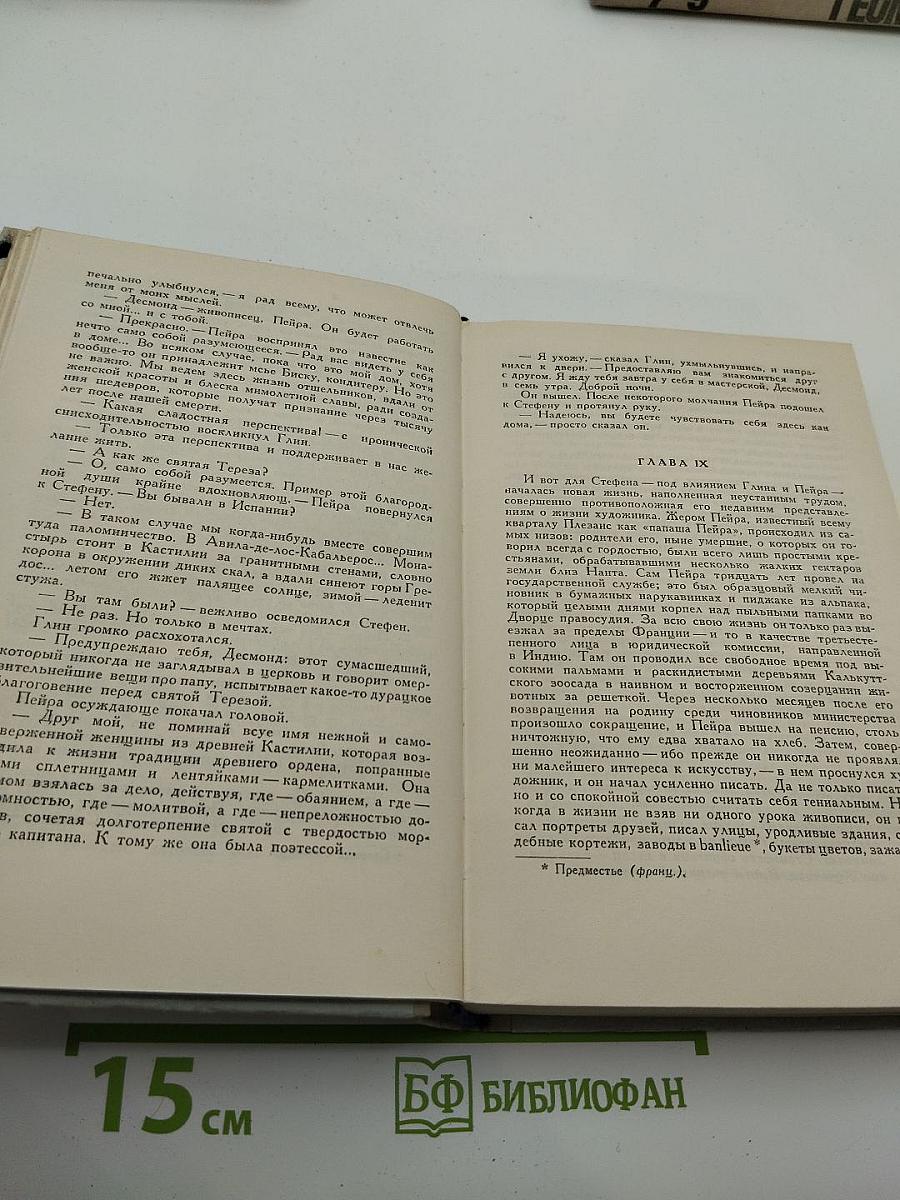 75
печально улыбнулся, — я рад всему, что может отвлечь
меня от моих мыслей.
— Десмонд — живописец, Пейра. Он будет работать
со мной... и с тобой.
— Прекрасно. — Пейра воспринял это известие как
нечто само собой разумеющееся. — Рад вас видеть у себя
в доме... Во всяком случае, пока что это мой дом, хотя
вообще-то он принадлежит мсье Биску, кондитеру. Но это
не важно. Мы ведем здесь жизнь отшельников, вдали от
женской красоты и блеска мимолетной славы, ради созда-
ния шедевров, которые получат признание через тысячу
лет после нашей смерти.
— Какая сладостная перспектива! — с иронической
снисходительностью воскликнул Глин.
— Только эта перспектива и поддерживает в нас же-
лание жить.
— А как же святая Тереза?
— О, само собой разумеется. Пример этой благород-
ной души крайне вдохновляющ. — Пейра повернулся
к Стефену. — Вы бывали в Испании?
— Нет.
— В таком случае мы когда-нибудь вместе совершим
туда паломничество. В Авила-де-лос-Кабальерос... Мона-
стырь стоит в Кастилии за гранитными стенами, словно
корона в окружении диких скал, а вдали синеют горы Гре-
дос... летом его жжет палящее солнце, зимой — леденит
стужа.
— Вы там были? — вежливо осведомился Стефен.
— Не раз. Но только в мечтах.
Глин громко расхохотался.
— Предупреждаю тебя, Десмонд: этот сумасшедший,
который никогда не заглядывал в церковь и говорит омер-
зительнейшие вещи про папу, испытывает какое-то дурацкое
благоговение перед святой Терезой.
Пейра осуждающе покачал головой.
— Друг мой, не поминай всуе имя нежной и само-
верженной женщины из древней Кастилии, которая воз-
дила к жизни традиции древнего ордена, попранные
ми сплетницами и лентяйками — кармелитками. Она
мом взялась за дело, действуя, где — обаянием, а где —
омностью, где — молитвой, а где — непреложностью до-
в, сочетая долготерпение святой с твердостью мор-
капитана. К тому же она была поэтессой...
— Я ухожу, — сказал Глин, ухмыльнувшись, и напра-
вился к двери. — Предоставляю вам знакомиться друг
с другом. Я жду тебя завтра у себя в мастерской, Десмонд,
в семь утра. Доброй ночи.
Он вышел. После некоторого молчания Пейра подошел
к Стефену и протянул руку.
— Надеюсь, вы будете чувствовать себя здесь как
дома, — просто сказал он.
ГЛАВА IX
И вот для Стефена — под влиянием Глина и Пейра —
началась новая жизнь, наполненная неустанным трудом,
совершенно противоположная его недавним представле-
ниям о жизни художника. Жером Пейра, известный всему
кварталу Плезанс как «папаша Пейра», происходил из са-
мых низов: родители его, ныне умершие, о которых он го-
ворил всегда с гордостью, были всего лишь простыми кре-
стьянами, обрабатывавшими несколько жалких гектаров
земли близ Нанта. Сам Пейра тридцать лет провел на
государственной службе; это был образцовый мелкий чи-
новник в бумажных нарукавниках и пиджаке из альпака,
который целыми днями корпел над пыльными папками во
Дворце правосудия. За всю свою жизнь он только раз вы-
езжал за пределы Франции — и то в качестве третьесте-
пенного лица в юридической комиссии, направленной
в Индию. Там он проводил все свободное время под вы-
сокими пальмами и раскидистыми деревьями Калькутт-
ского зоосада в наивном и восторженном созерцании жи-
вотных за решеткой. Через несколько месяцев после его
возвращения на родину среди чиновников министерства
произошло сокращение, и Пейра вышел на пенсию, столь
ничтожную, что ему едва хватало на хлеб. Затем, совер-
шенно неожиданно — ибо прежде он никогда не проявля
ни малейшего интереса к искусству, — в нем проснулся ху
дожник, и он начал усиленно писать. Да не только писат
но и со спокойной совестью считать себя гениальным. Н
когда в жизни не взяв ни одного урока живописи, он п
сал портреты друзей, писал улицы, уродливые здания, с
дебные кортежи, заводы в banlieue *, букеты цветов, зажа
* Предместье (франц.).
15 см
БФ БИБЛИОФАН